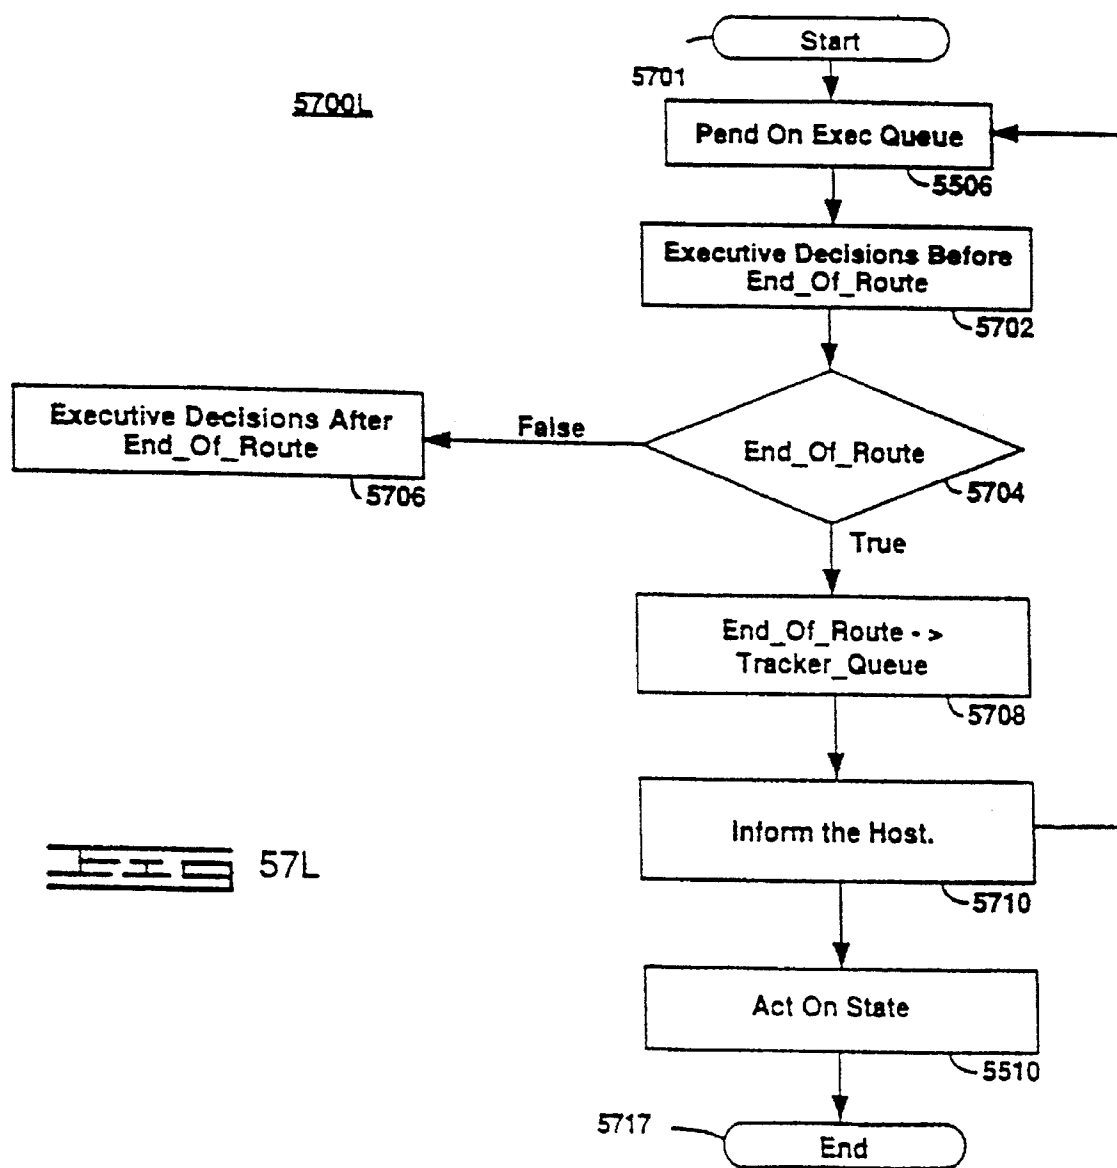 Start
5701
5700L
Pend On Exec Queue
5506
Executive Decisions Before
End_Of_Route
5702
Executive Decisions After
End_Of_Route
5706
False
End_Of_Route
5704
True
End_Of_Route - >
Tracker_Queue
5708
Inform the Host.
5710
57L
Act On State
5510
5717
End